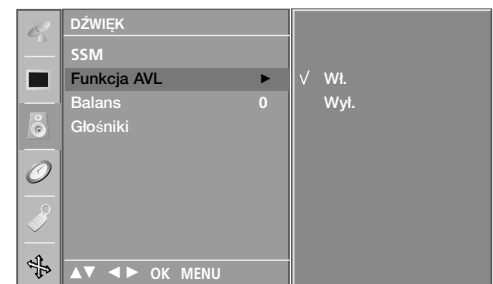 DŹWIĘK
SSM
Funkcja AVL ►
Balans 0
Głośniki
√ Wł.
Wył.
▲▼ ◄► OK MENU